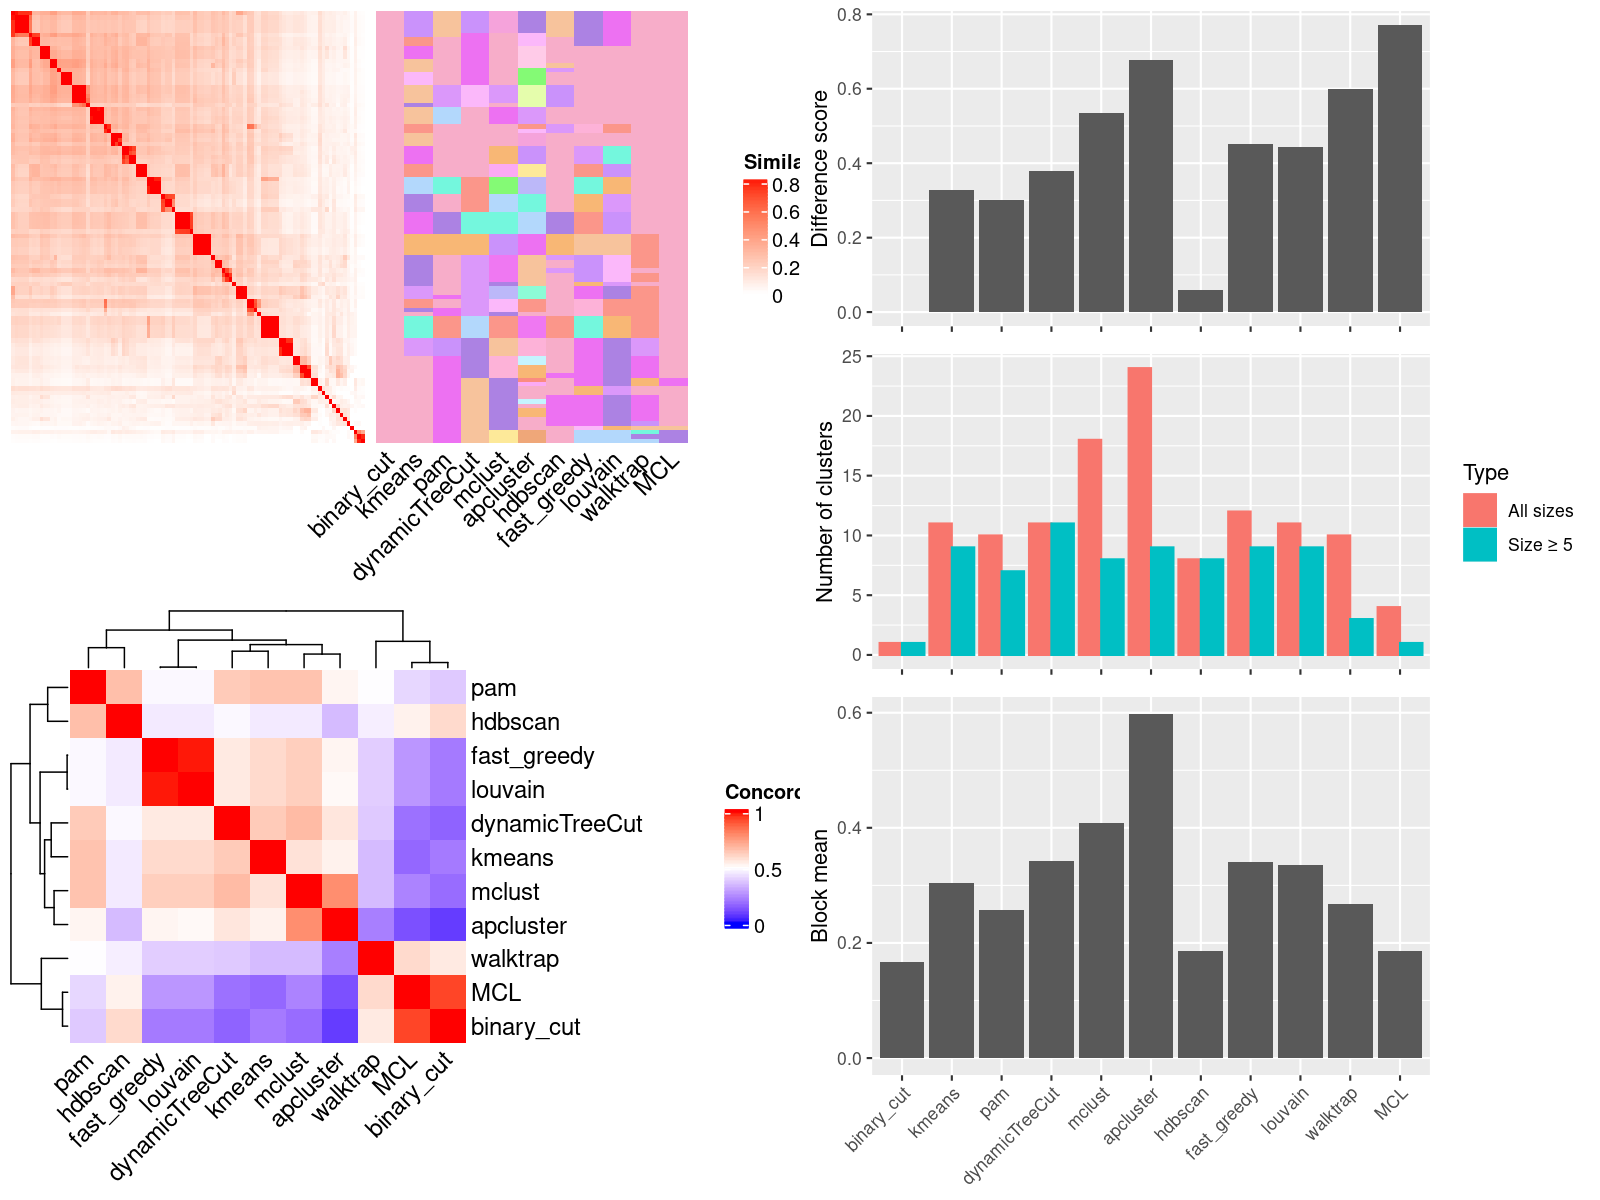 Simila
0.8
0.6
0.4
0.2
0
binary_cut
kmeans
pam
dynamicTreeCut
mclust
apcluster
hdbscan
fast_greedy
louvain
walktrap
MCL
Difference score
0.8
0.6
0.4
0.2
0.0
Number of clusters
25
20
15
10
5
0
Type
All sizes
Size ≥ 5
pam
hdbscan
fast_greedy
louvain
dynamicTreeCut
kmeans
mclust
apcluster
walktrap
MCL
binary_cut
pam
hdbscan
fast_greedy
louvain
dynamicTreeCut
kmeans
mclust
apcluster
walktrap
MCL
binary_cut
Concord
1
0.5
0
Block mean
0.6
0.4
0.2
0.0
binary_cut
kmeans
pam
dynamicTreeCut
mclust
apcluster
hdbscan
fast_greedy
louvain
walktrap
MCL